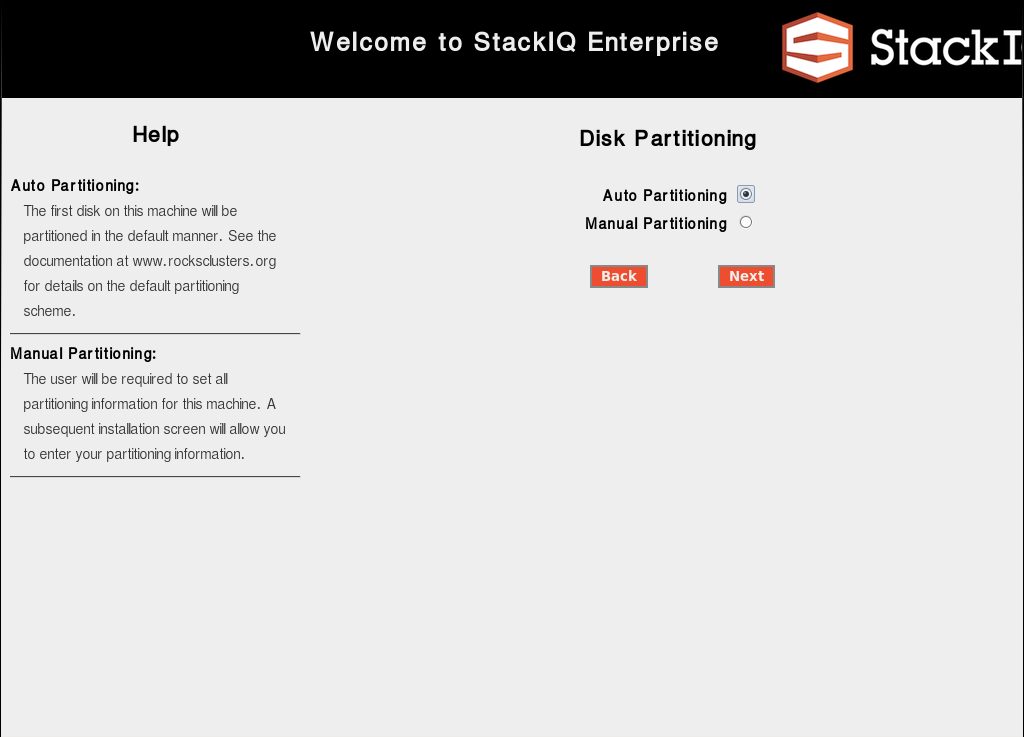 Welcome to StackIQ Enterprise
StackI
Help
Auto Partitioning:
The first disk on this machine will be
partitioned in the default manner. See the
documentation at www.rocksclusters.org
for details on the default partitioning
scheme.
Manual Partitioning:
The user will be required to set all
partitioning information for this machine. A
subsequent installation screen will allow you
to enter your partitioning information.
Disk Partitioning
Auto Partitioning
Manual Partitioning
Back
Next